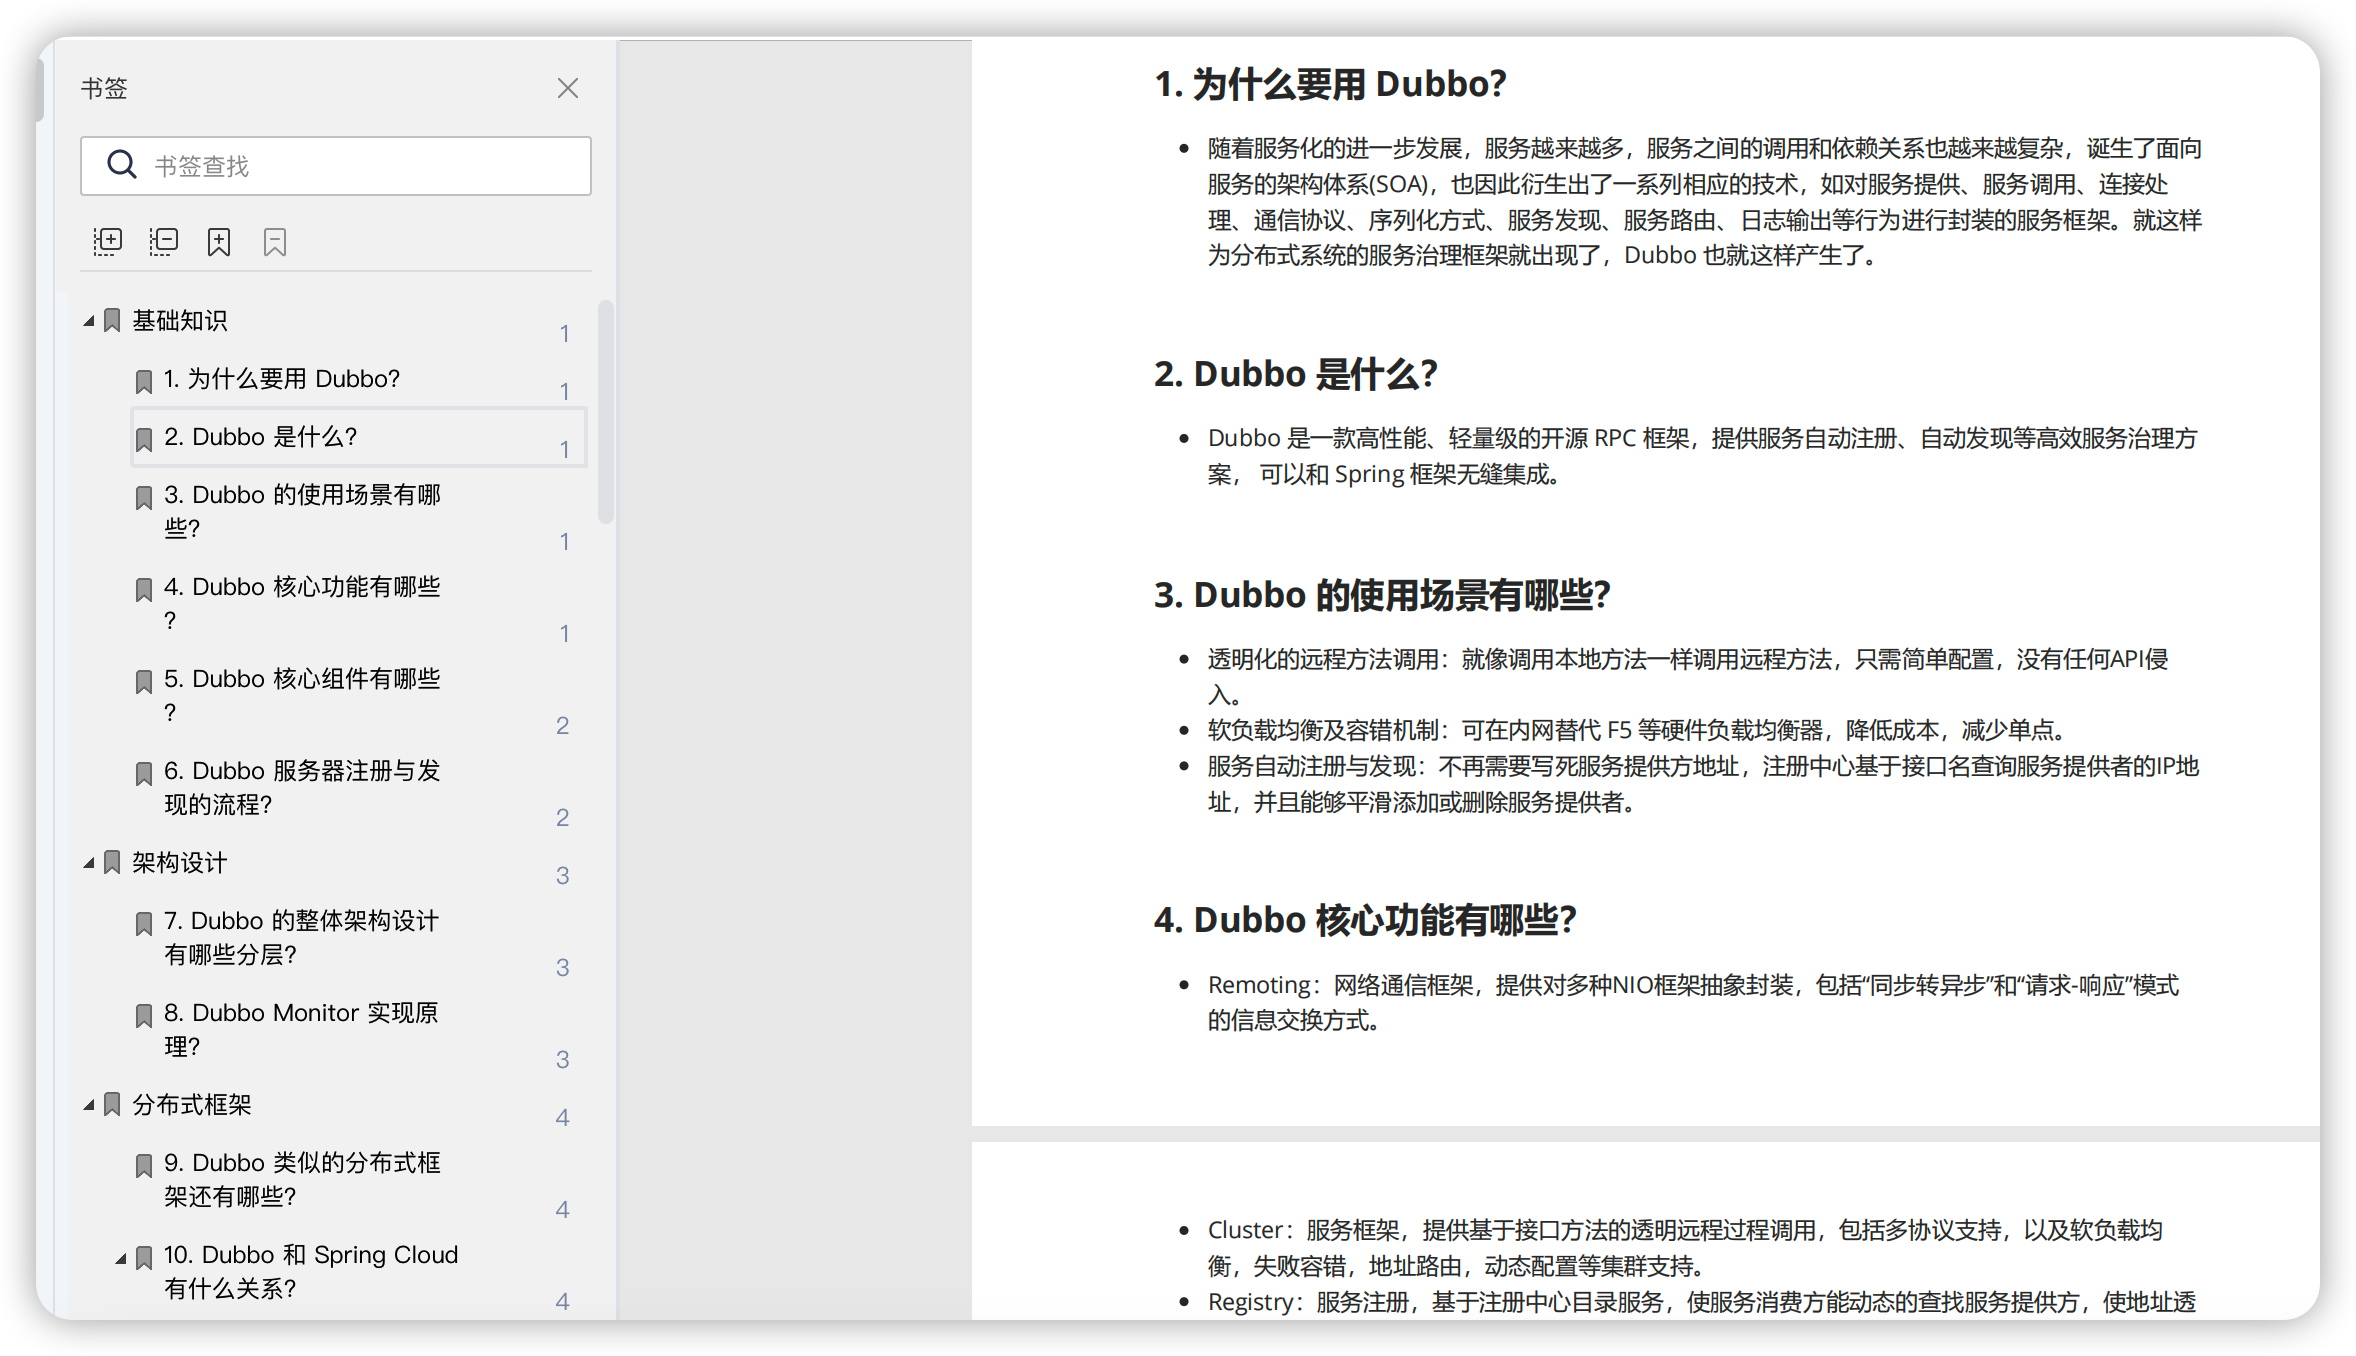 书签
书签查找
基础知识
1
1. 为什么要用 Dubbo?
1
2. Dubbo 是什么?
1
3. Dubbo 的使用场景有哪
些?
1
4. Dubbo 核心功能有哪些
?
1
5. Dubbo 核心组件有哪些
?
2
6. Dubbo 服务器注册与发
现的流程?
2
架构设计
3
7. Dubbo 的整体架构设计
有哪些分层?
3
8. Dubbo Monitor 实现原
理?
3
分布式框架
4
9. Dubbo 类似的分布式框
架还有哪些?
4
10. Dubbo 和 Spring Cloud
有什么关系?
4
1. 为什么要用 Dubbo?
随着服务化的进一步发展，服务越来越多，服务之间的调用和依赖关系也越来越复杂，诞生了面向
服务的架构体系(SOA)，也因此衍生出了一系列相应的技术，如对服务提供、服务调用、连接处
理、通信协议、序列化方式、服务发现、服务路由、日志输出等行为进行封装的服务框架。就这样
为分布式系统的服务治理框架就出现了，Dubbo 也就这样产生了。
2. Dubbo 是什么?
Dubbo 是一款高性能、轻量级的开源 RPC 框架，提供服务自动注册、自动发现等高效服务治理方
案， 可以和 Spring 框架无缝集成。
3. Dubbo 的使用场景有哪些?
透明化的远程方法调用：就像调用本地方法一样调用远程方法，只需简单配置，没有任何API侵
入。
软负载均衡及容错机制：可在内网替代 F5 等硬件负载均衡器，降低成本，减少单点。
服务自动注册与发现：不再需要写死服务提供方地址，注册中心基于接口名查询服务提供者的IP地
址，并且能够平滑添加或删除服务提供者。
4. Dubbo 核心功能有哪些?
Remoting：网络通信框架，提供对多种NIO框架抽象封装，包括“同步转异步”和“请求-响应”模式
的信息交换方式。
Cluster：服务框架，提供基于接口方法的透明远程过程调用，包括多协议支持，以及软负载均
衡，失败容错，地址路由，动态配置等集群支持。
Registry：服务注册，基于注册中心目录服务，使服务消费方能动态的查找服务提供方，使地址透